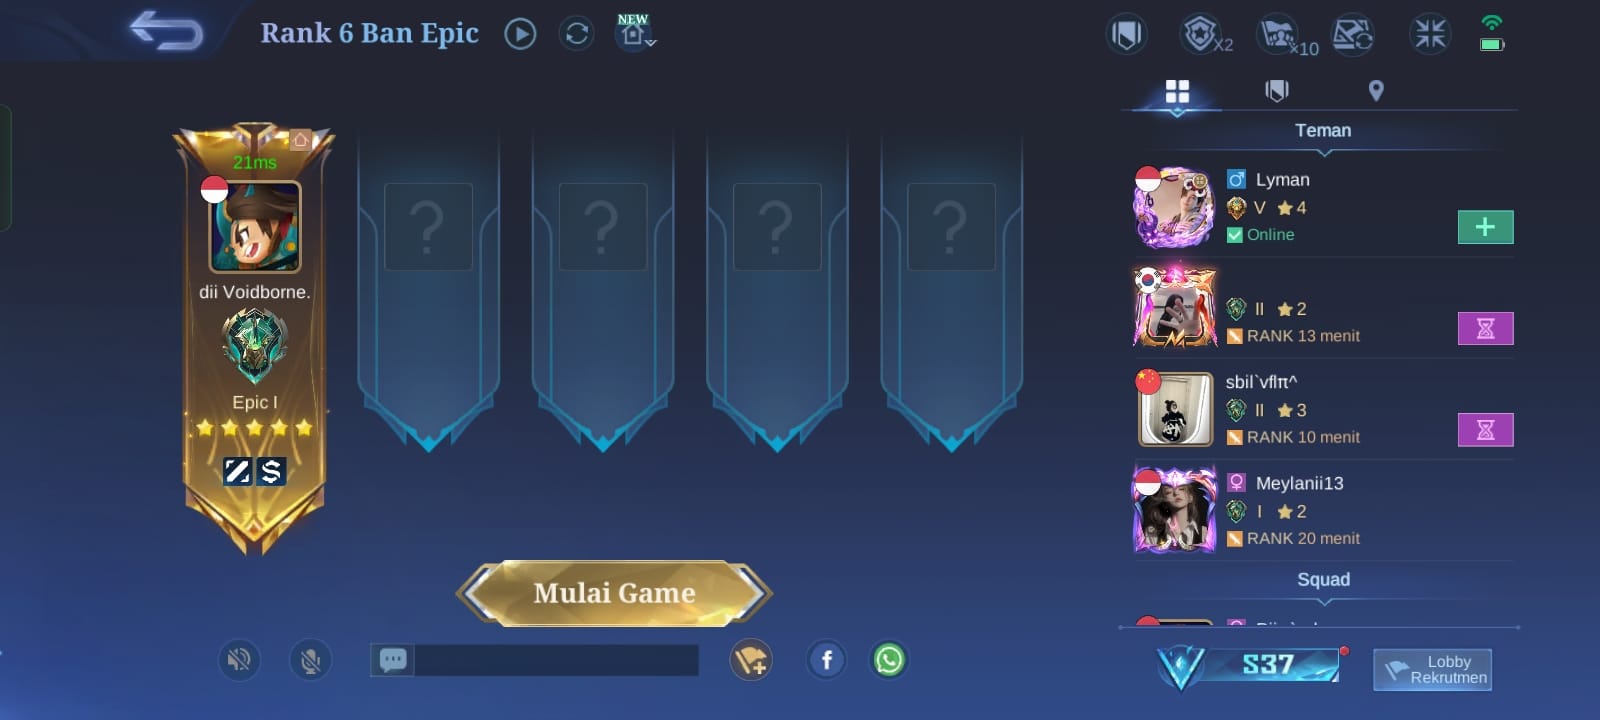 Rank 6 Ban Epic
NEW
X2
×10
21ms
dii Voidborne.
Epic I
Mulai Game
Teman
Lyman
V 4
Online
II 2
RANK 13 menit
sbil`vflπ^
II 3
RANK 10 menit
Meylanii13
I 2
RANK 20 menit
Squad
S37
Lobby
Rekrutmen